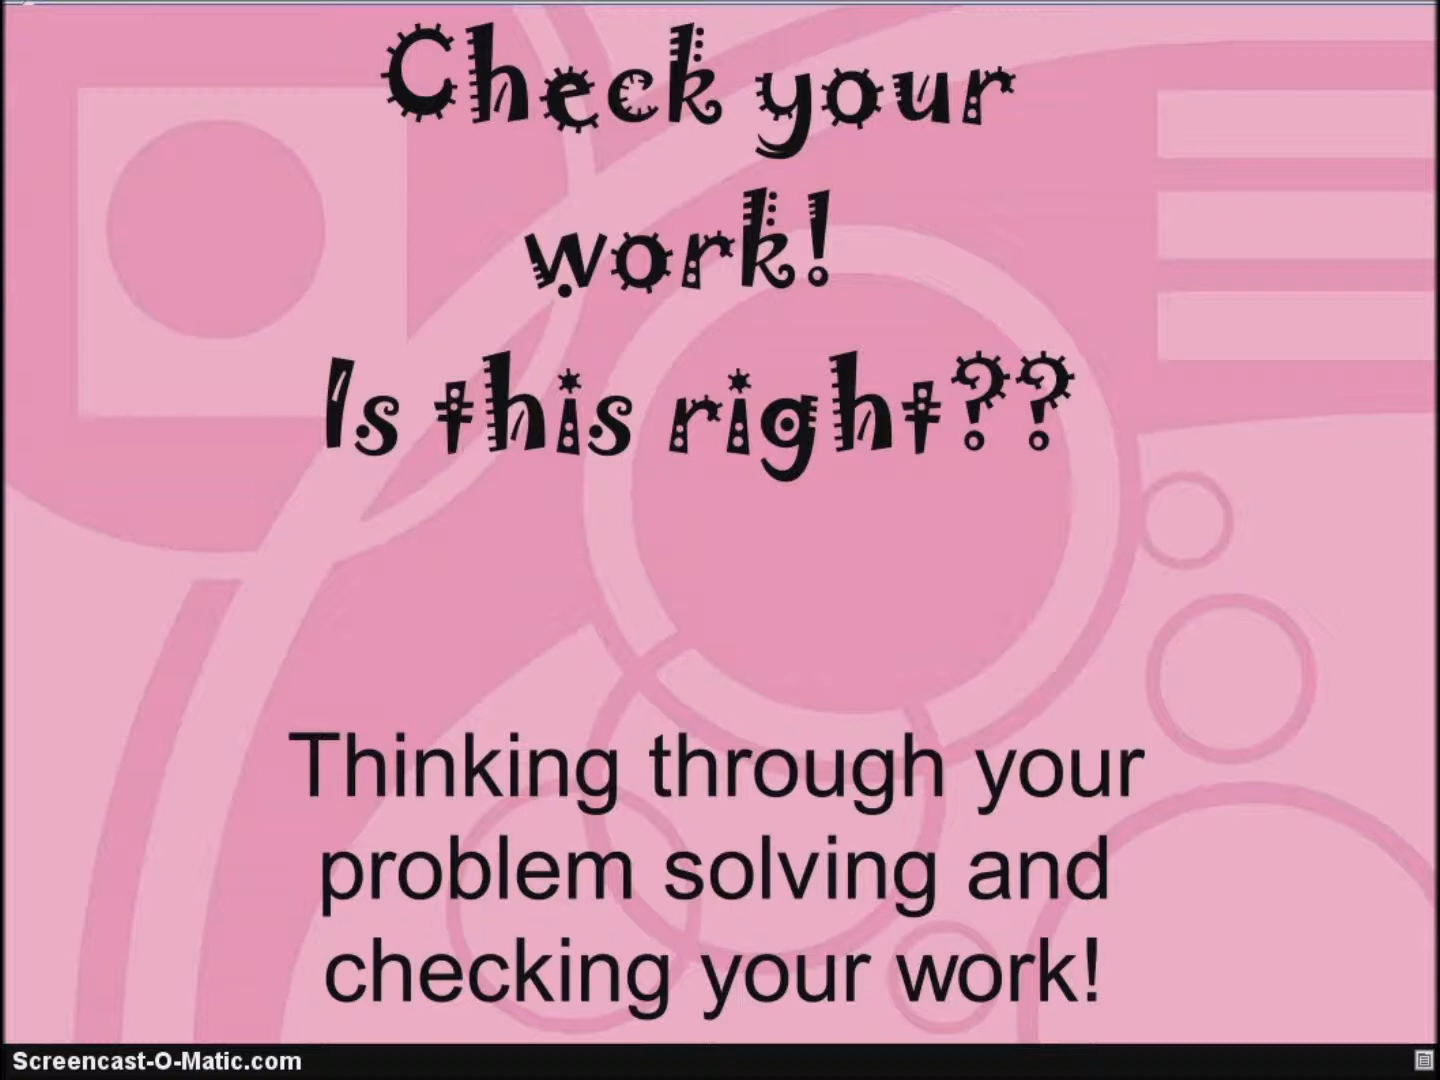 Check your
work!
Is this right??
Thinking through your
problem solving and
checking your work!
Screencast-O-Matic.com